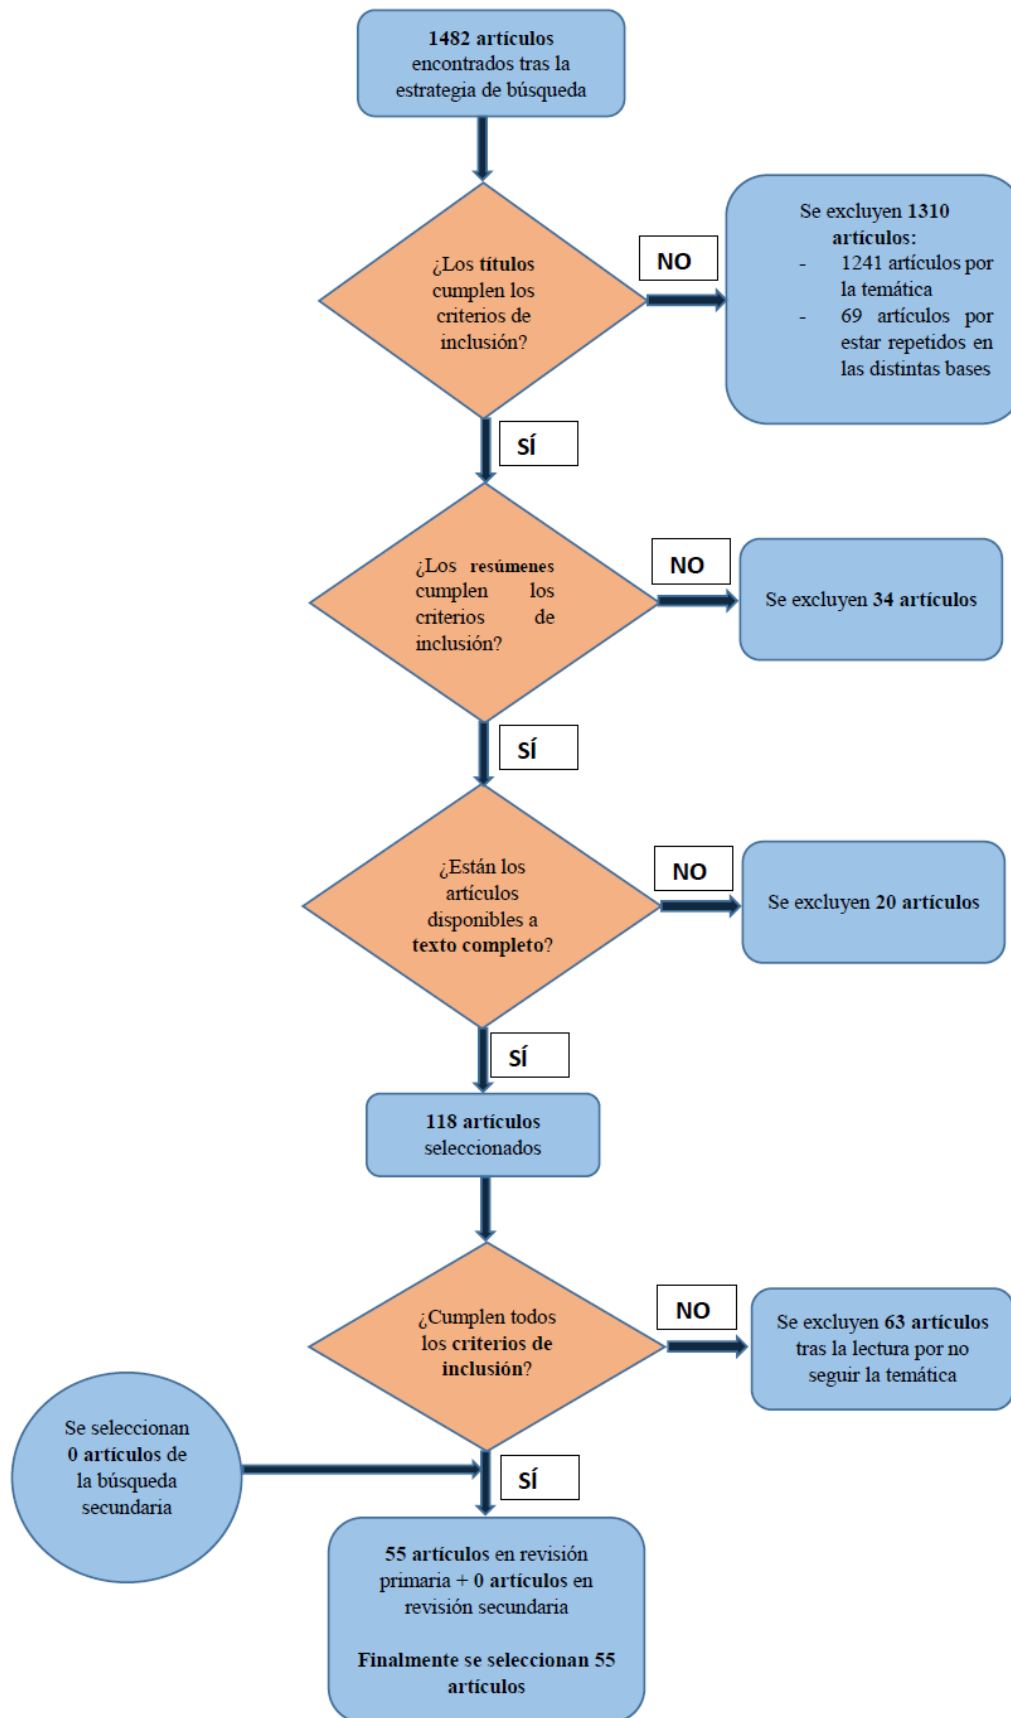 1482 artículos
encontrados tras la
estrategia de búsqueda
¿Los títulos
cumplen los
criterios de
inclusión?
NO
Se excluyen 1310
artículos:
- 1241 artículos por
la temática
- 69 artículos por
estar repetidos en
las distintas bases
SÍ
¿Los resúmenes
cumplen los
criterios de
inclusión?
NO
Se excluyen 34 artículos
SÍ
¿Están los
artículos
disponibles a
texto completo?
NO
Se excluyen 20 artículos
SÍ
118 artículos
seleccionados
¿Cumplen todos
los criterios de
inclusión?
NO
Se excluyen 63 artículos
tras la lectura por no
seguir la temática
Se seleccionan
0 artículos de
la búsqueda
secundaria
SÍ
55 artículos en revisión
primaria + 0 artículos en
revisión secundaria
Finalmente se seleccionan 55
artículos